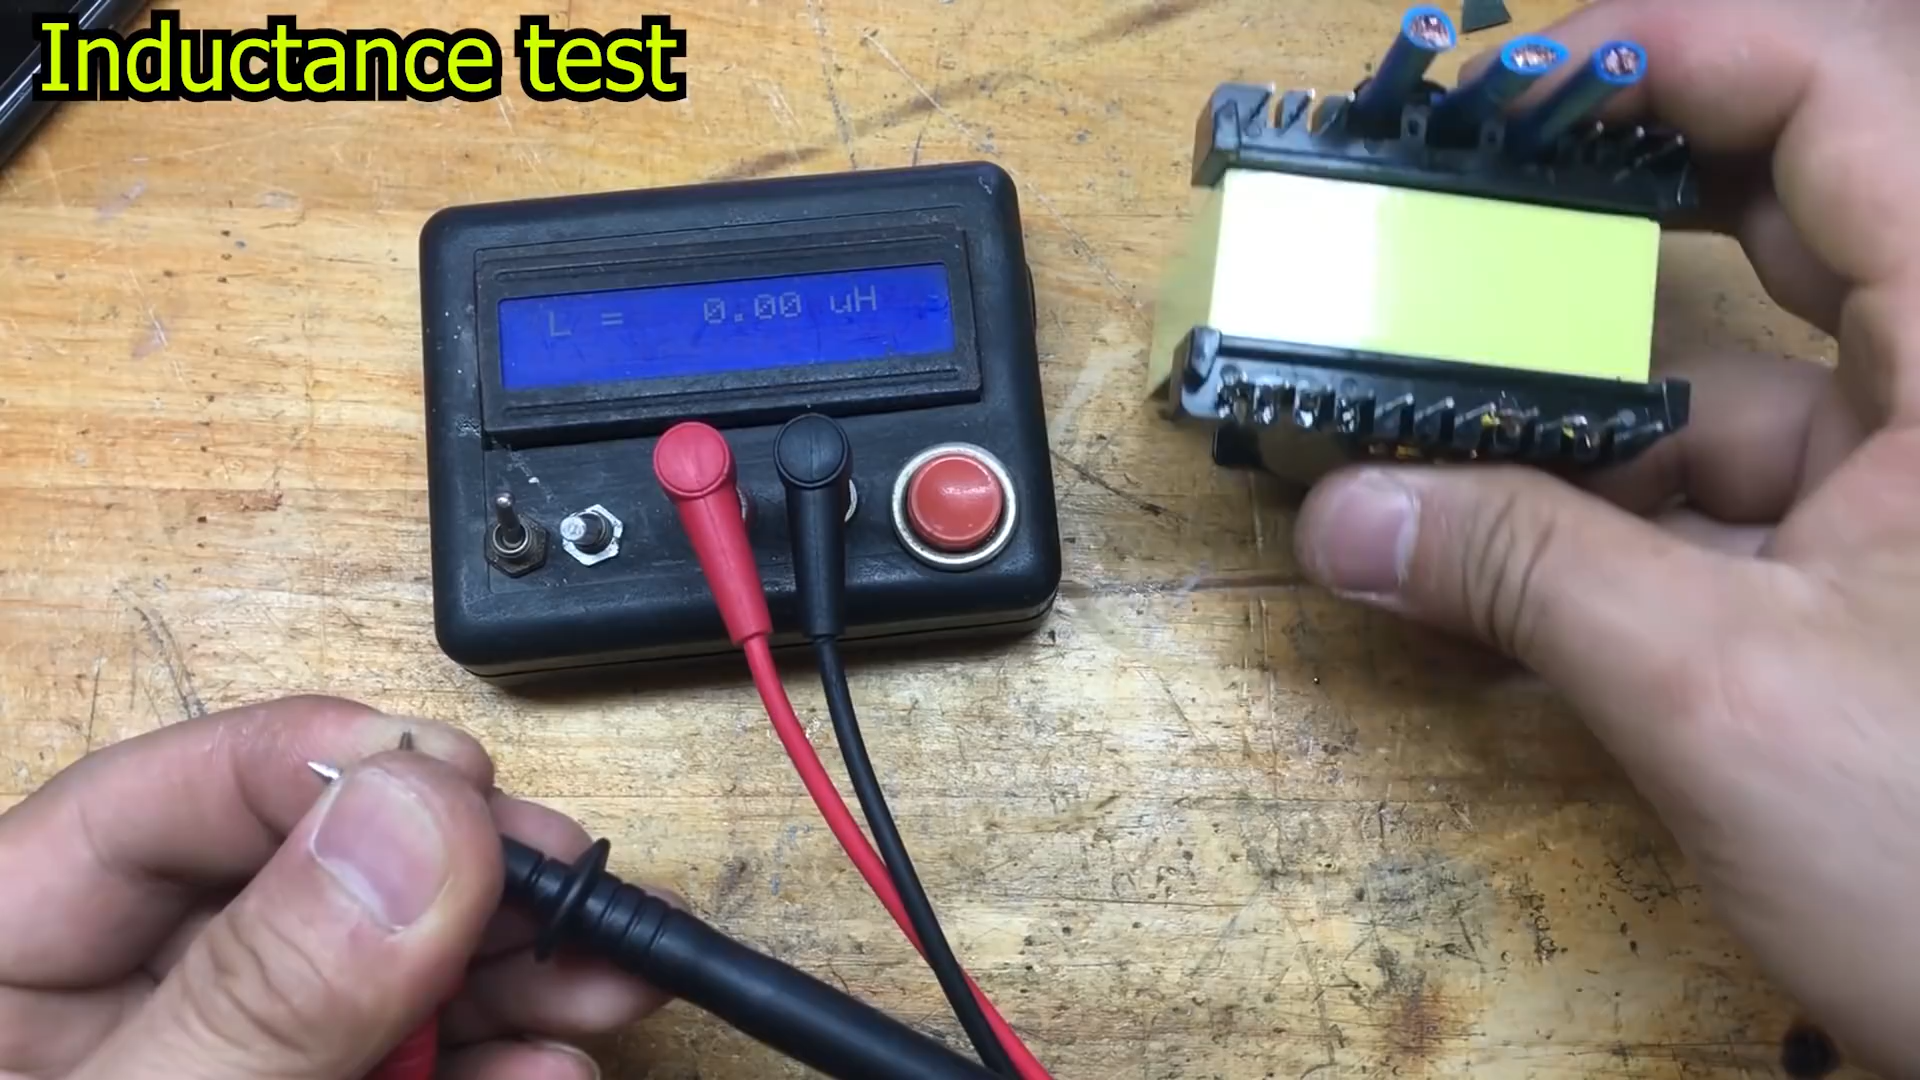 Inductance test
L = 0.00 uH